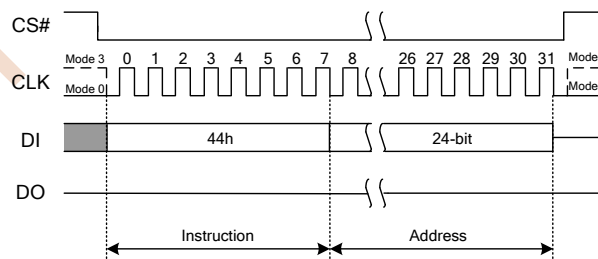 CS#
Mode 3 0 1 2 3 4 5 6 7 8 26 27 28 29 30 31 Mode
CLK
Mode 0 Mode
DI 44h 24-bit
DO
Instruction Address